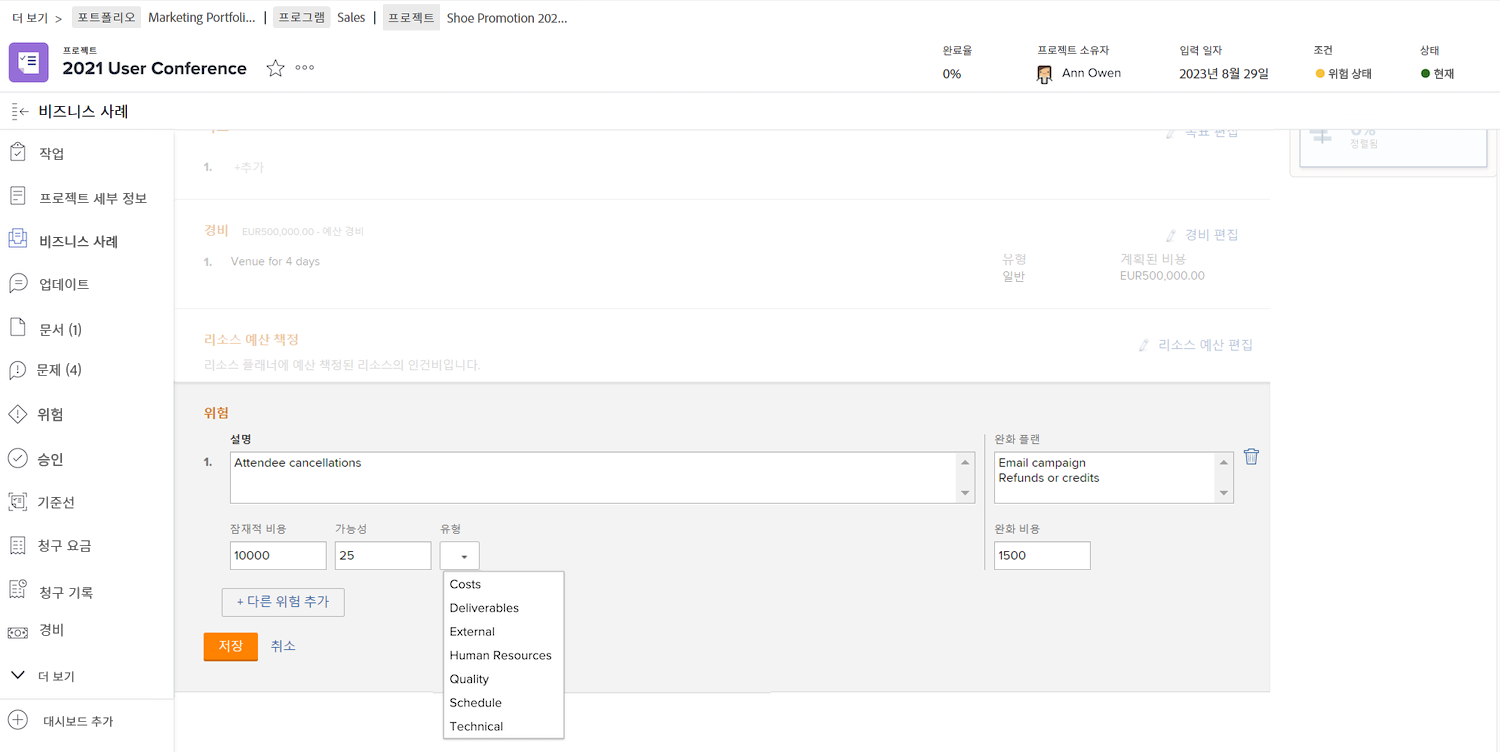 더 보기 > 포트폴리오 Marketing Portfoli... | 프로그램 Sales | 프로젝트 Shoe Promotion 202...
프로젝트
2021 User Conference
완료율
0%
프로젝트 소유자
Ann Owen
입력 일자
2023년 8월 29일
조건
위험 상태
상태
현재
비즈니스 사례
작업
프로젝트 세부 정보
비즈니스 사례
업데이트
문서 (1)
문제 (4)
위험
승인
기준선
청구 요금
청구 기록
경비
더 보기
대시보드 추가
목표 편집
1. +추가
경비 EUR500,000.00 - 예산 경비
경비 편집
1. Venue for 4 days
유형
일반
계획된 비용
EUR500,000.00
리소스 예산 책정
리소스 예산 편집
리소스 플래너에 예산 책정된 리소스의 인건비입니다.
위험
설명
1. Attendee cancellations
완화 플랜
Email campaign
Refunds or credits
잠재적 비용
10000
가능성
25
유형
완화 비용
1500
Costs
Deliverables
External
Human Resources
Quality
Schedule
Technical
+ 다른 위험 추가
저장 취소
0%
정렬됨